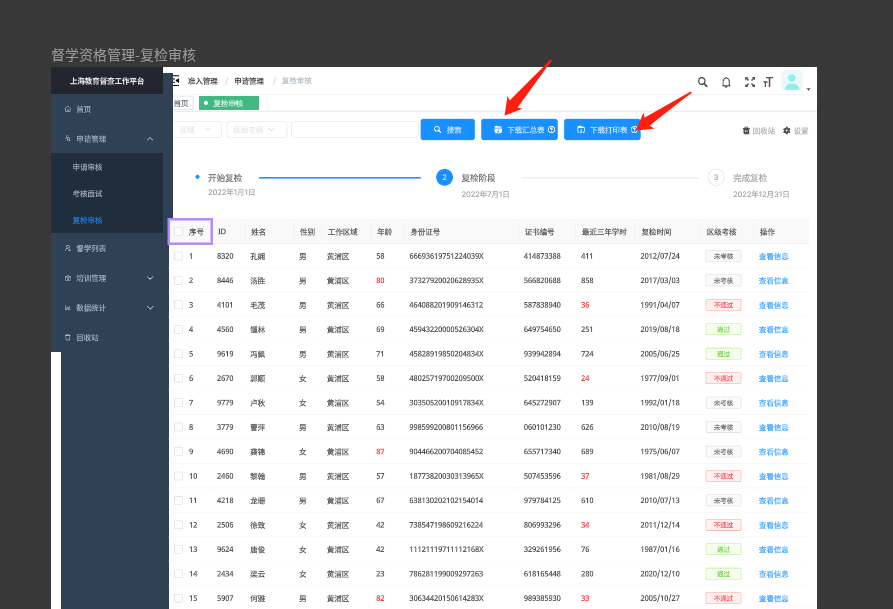 督学资格管理-复检审核
上海教育督查工作平台
准入管理 / 申请管理 / 复检审核
首页
首页
复检审核
申请管理
申请审核
考核面试
复检审核
督学列表
培训管理
数据统计
回收站
区域
区级考核
搜索
下载汇总表
下载打印表
回收站
设置
开始复检
2022年1月1日
2
复检阶段
2022年7月1日
3
完成复检
2022年12月31日
序号 ID 姓名 性别 工作区域 年龄 身份证号 证书编号 最近三年学时 复检时间 区级考核 操作
1 8320 孔娴 男 黄浦区 58 66693619751224039X 414873388 411 2012/07/24 未考核 查看信息
2 8446 汤胜 男 黄浦区 80 37327920020628935X 566820688 858 2017/03/03 未考核 查看信息
3 4101 毛茂 男 黄浦区 66 464088201909146312 587838940 36 1991/04/07 不通过 查看信息
4 4560 锺林 男 黄浦区 69 45943220000526304X 649754650 251 2019/08/18 通过 查看信息
5 9619 冯飙 男 黄浦区 71 45828919850204834X 939942894 724 2005/06/25 通过 查看信息
6 2670 郭顺 女 黄浦区 58 48025719700209500X 520418159 24 1977/09/01 不通过 查看信息
7 9779 卢秋 女 黄浦区 54 30350520010917834X 645272907 139 1992/01/18 未考核 查看信息
8 3779 曹萍 男 黄浦区 63 998599200801156966 060101230 626 2010/08/19 未考核 查看信息
9 4690 龚锦 女 黄浦区 87 904466200704085452 655717340 689 1975/06/07 未考核 查看信息
10 2460 黎翰 男 黄浦区 57 18773820030313965X 507453596 37 1981/08/29 不通过 查看信息
11 4218 龙珊 男 黄浦区 67 638130202102154014 979784125 610 2010/07/13 未考核 查看信息
12 2506 徐致 女 黄浦区 42 738547198609216224 806993296 34 2011/12/14 不通过 查看信息
13 9624 唐俊 女 黄浦区 42 11121119711112168X 329261956 76 1987/01/16 通过 查看信息
14 2434 梁云 女 黄浦区 23 786281199009297263 618165448 280 2020/12/10 通过 查看信息
15 5907 何雅 男 黄浦区 82 30634420150614283X 989385930 33 2005/10/27 不通过 查看信息